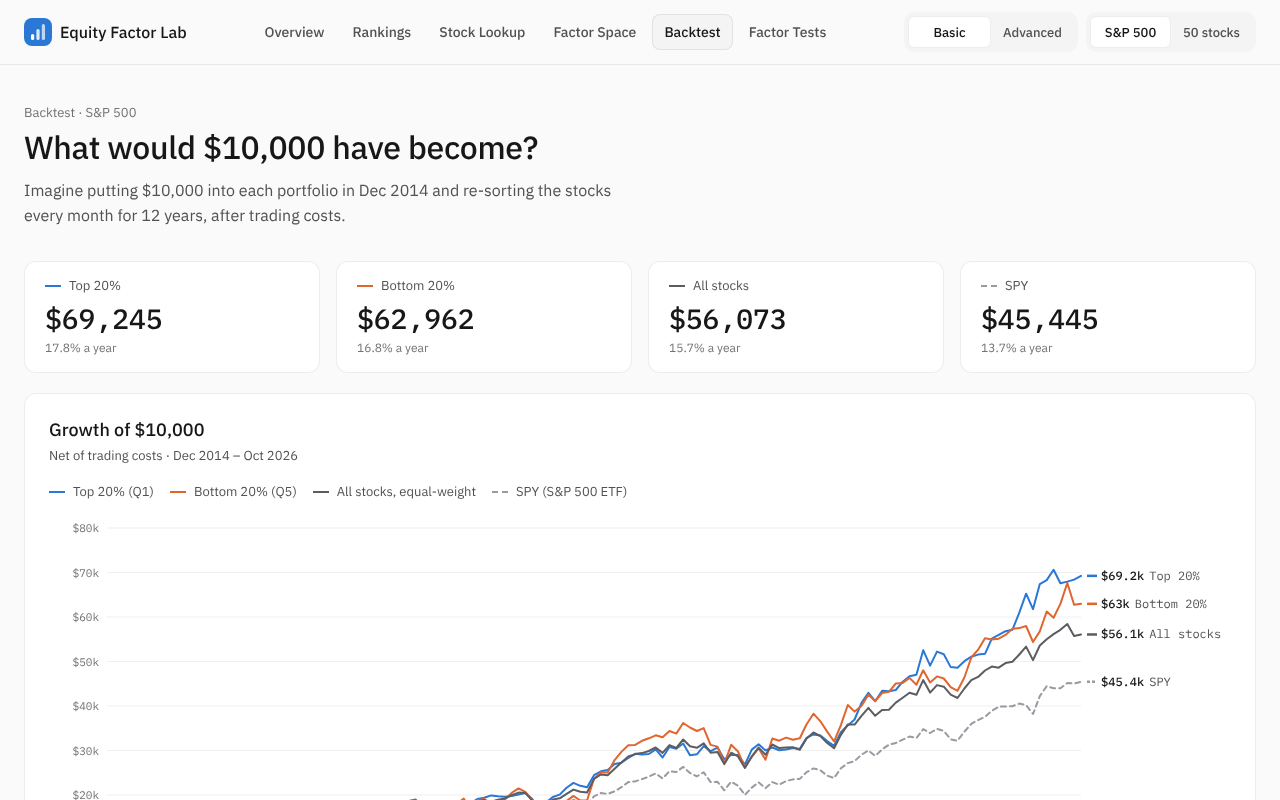 Equity Factor Lab
Overview Rankings Stock Lookup Factor Space Backtest Factor Tests
Basic Advanced
S&P 500 50 stocks
Backtest · S&P 500
What would $10,000 have become?
Imagine putting $10,000 into each portfolio in Dec 2014 and re-sorting the stocks
every month for 12 years, after trading costs.
Top 20%
$69,245
17.8% a year
Bottom 20%
$62,962
16.8% a year
All stocks
$56,073
15.7% a year
SPY
$45,445
13.7% a year
Growth of $10,000
Net of trading costs · Dec 2014 – Oct 2026
Top 20% (Q1) Bottom 20% (Q5) All stocks, equal-weight SPY (S&P 500 ETF)
$80k
$70k
$60k
$50k
$40k
$30k
$20k
$69.2k Top 20%
$63k Bottom 20%
$56.1k All stocks
$45.4k SPY